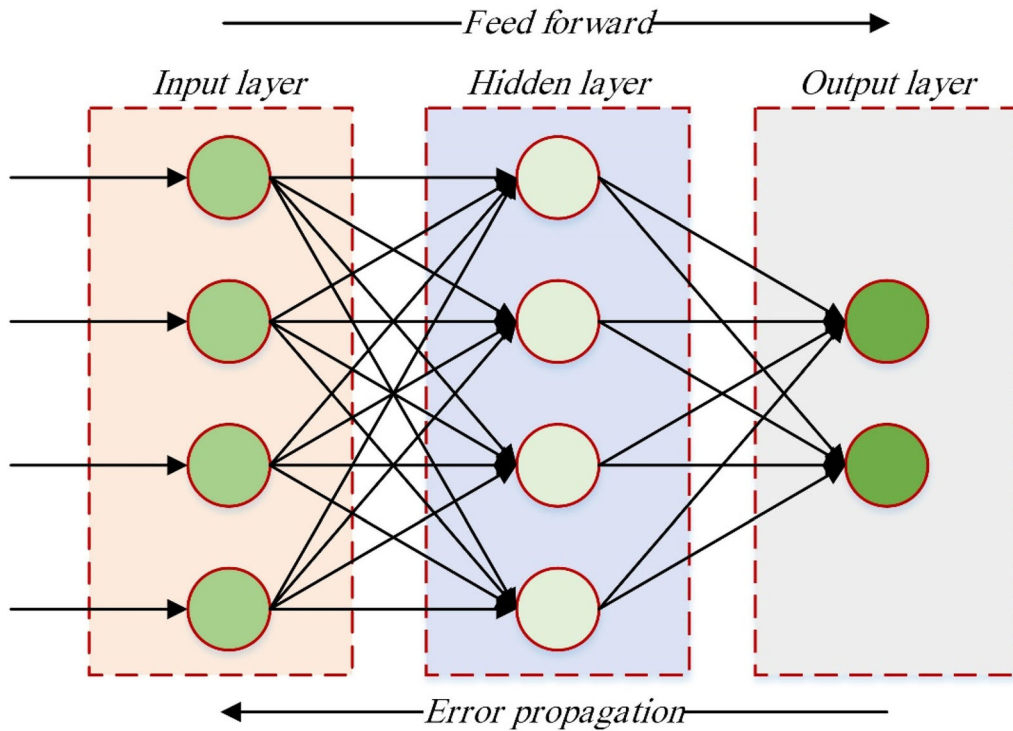 Feed forward
Input layer
Hidden layer
Output layer
Error propagation